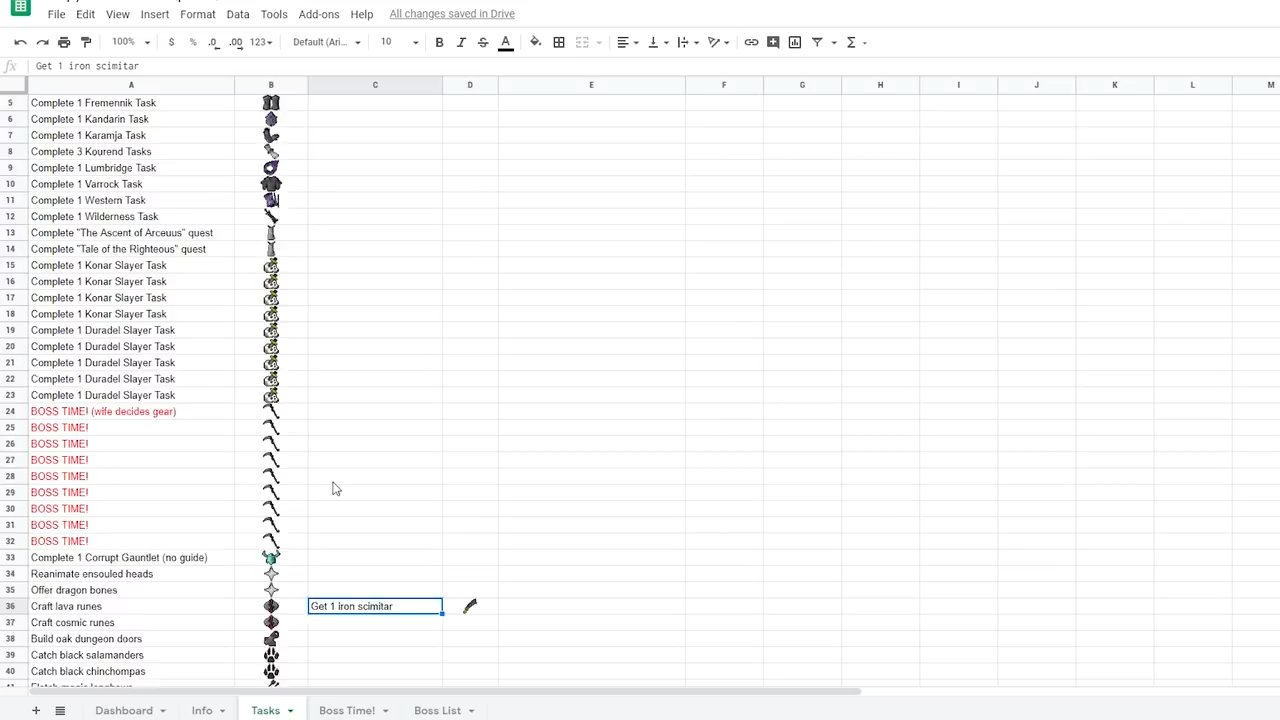 File Edit View Insert Format Data Tools Add-ons Help All changes saved in Drive
100% $ % .0 .00 123 Default (Ari... 10 B I S A
fx Get 1 iron scimitar
A B C D E F G H I J K L M
5 Complete 1 Fremennik Task
6 Complete 1 Kandarin Task
7 Complete 1 Karamja Task
8 Complete 3 Kourend Tasks
9 Complete 1 Lumbridge Task
10 Complete 1 Varrock Task
11 Complete 1 Western Task
12 Complete 1 Wilderness Task
13 Complete "The Ascent of Arceuus" quest
14 Complete "Tale of the Righteous" quest
15 Complete 1 Konar Slayer Task
16 Complete 1 Konar Slayer Task
17 Complete 1 Konar Slayer Task
18 Complete 1 Konar Slayer Task
19 Complete 1 Duradel Slayer Task
20 Complete 1 Duradel Slayer Task
21 Complete 1 Duradel Slayer Task
22 Complete 1 Duradel Slayer Task
23 Complete 1 Duradel Slayer Task
24 BOSS TIME! (wife decides gear)
25 BOSS TIME!
26 BOSS TIME!
27 BOSS TIME!
28 BOSS TIME!
29 BOSS TIME!
30 BOSS TIME!
31 BOSS TIME!
32 BOSS TIME!
33 Complete 1 Corrupt Gauntlet (no guide)
34 Reanimate ensouled heads
35 Offer dragon bones
36 Craft lava runes Get 1 iron scimitar
37 Craft cosmic runes
38 Build oak dungeon doors
39 Catch black salamanders
40 Catch black chinchompas
Dashboard Info Tasks Boss Time! Boss List